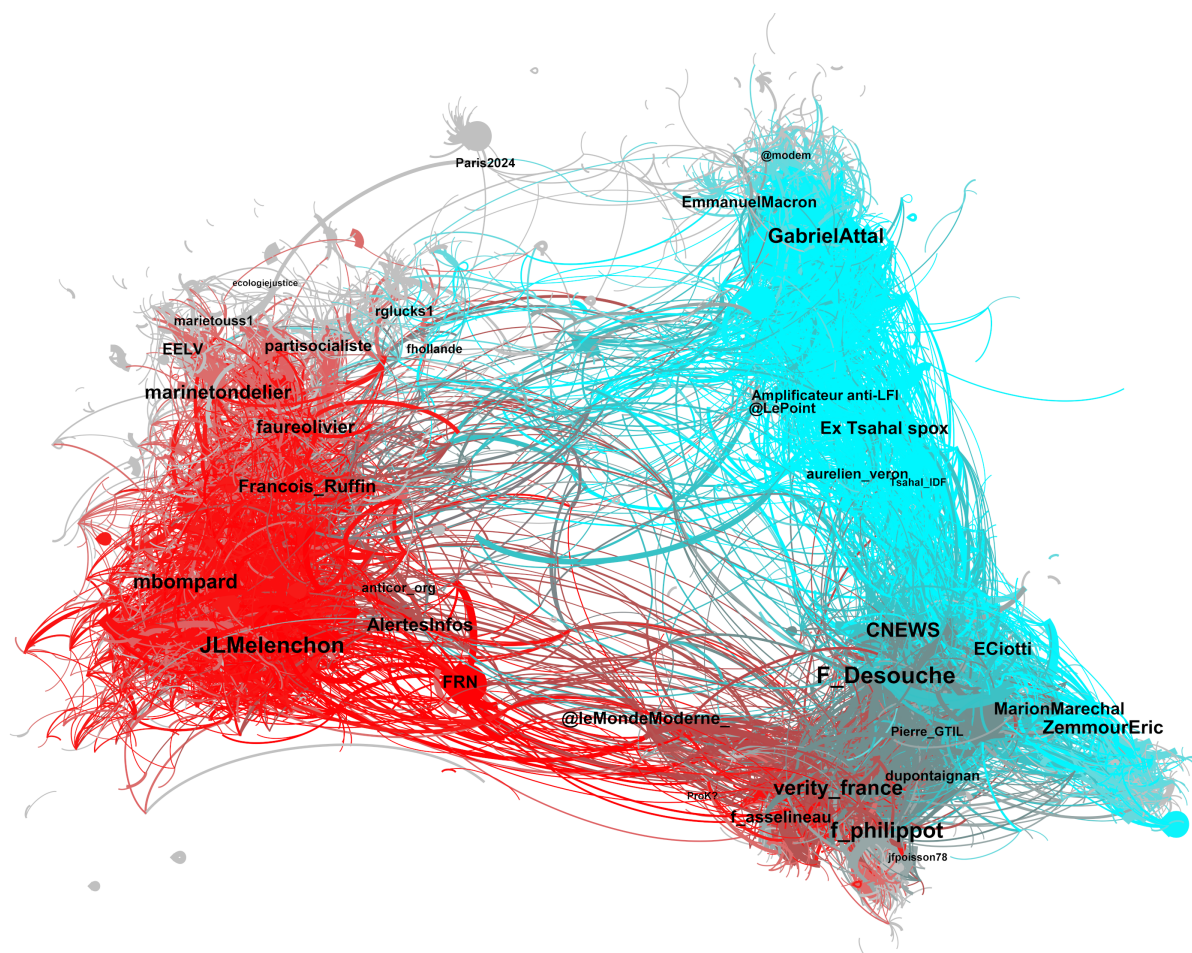 @modem
Paris2024
EmmanuelMacron
GabrielAttal
ecologiejustice
rglucks1
marietouss1
partisocialiste
EELV
fhollande
marinetondelier
Amplificateur anti-LFI
@LePoint
faureolivier
Ex Tsahal spox
aurelien_veron
Tsahal_IDF
Francois_Ruffin
mbompard
anticor_org
AlertesInfos
CNEWS
JLMelenchon
ECiotti
F_Desouche
FRN
MarionMarechal
@leMondeModerne_
ZemmourEric
Pierre_GTIL
dupontaignan
verity_france
ProK?
f_asselineau
f_philippot
jfpoisson78